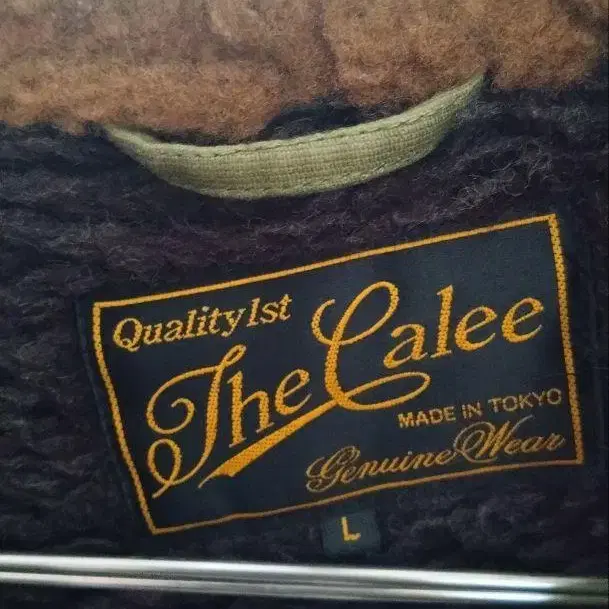 Quality1st
The Calee
MADE IN TOKYO
Genuine Wear
L